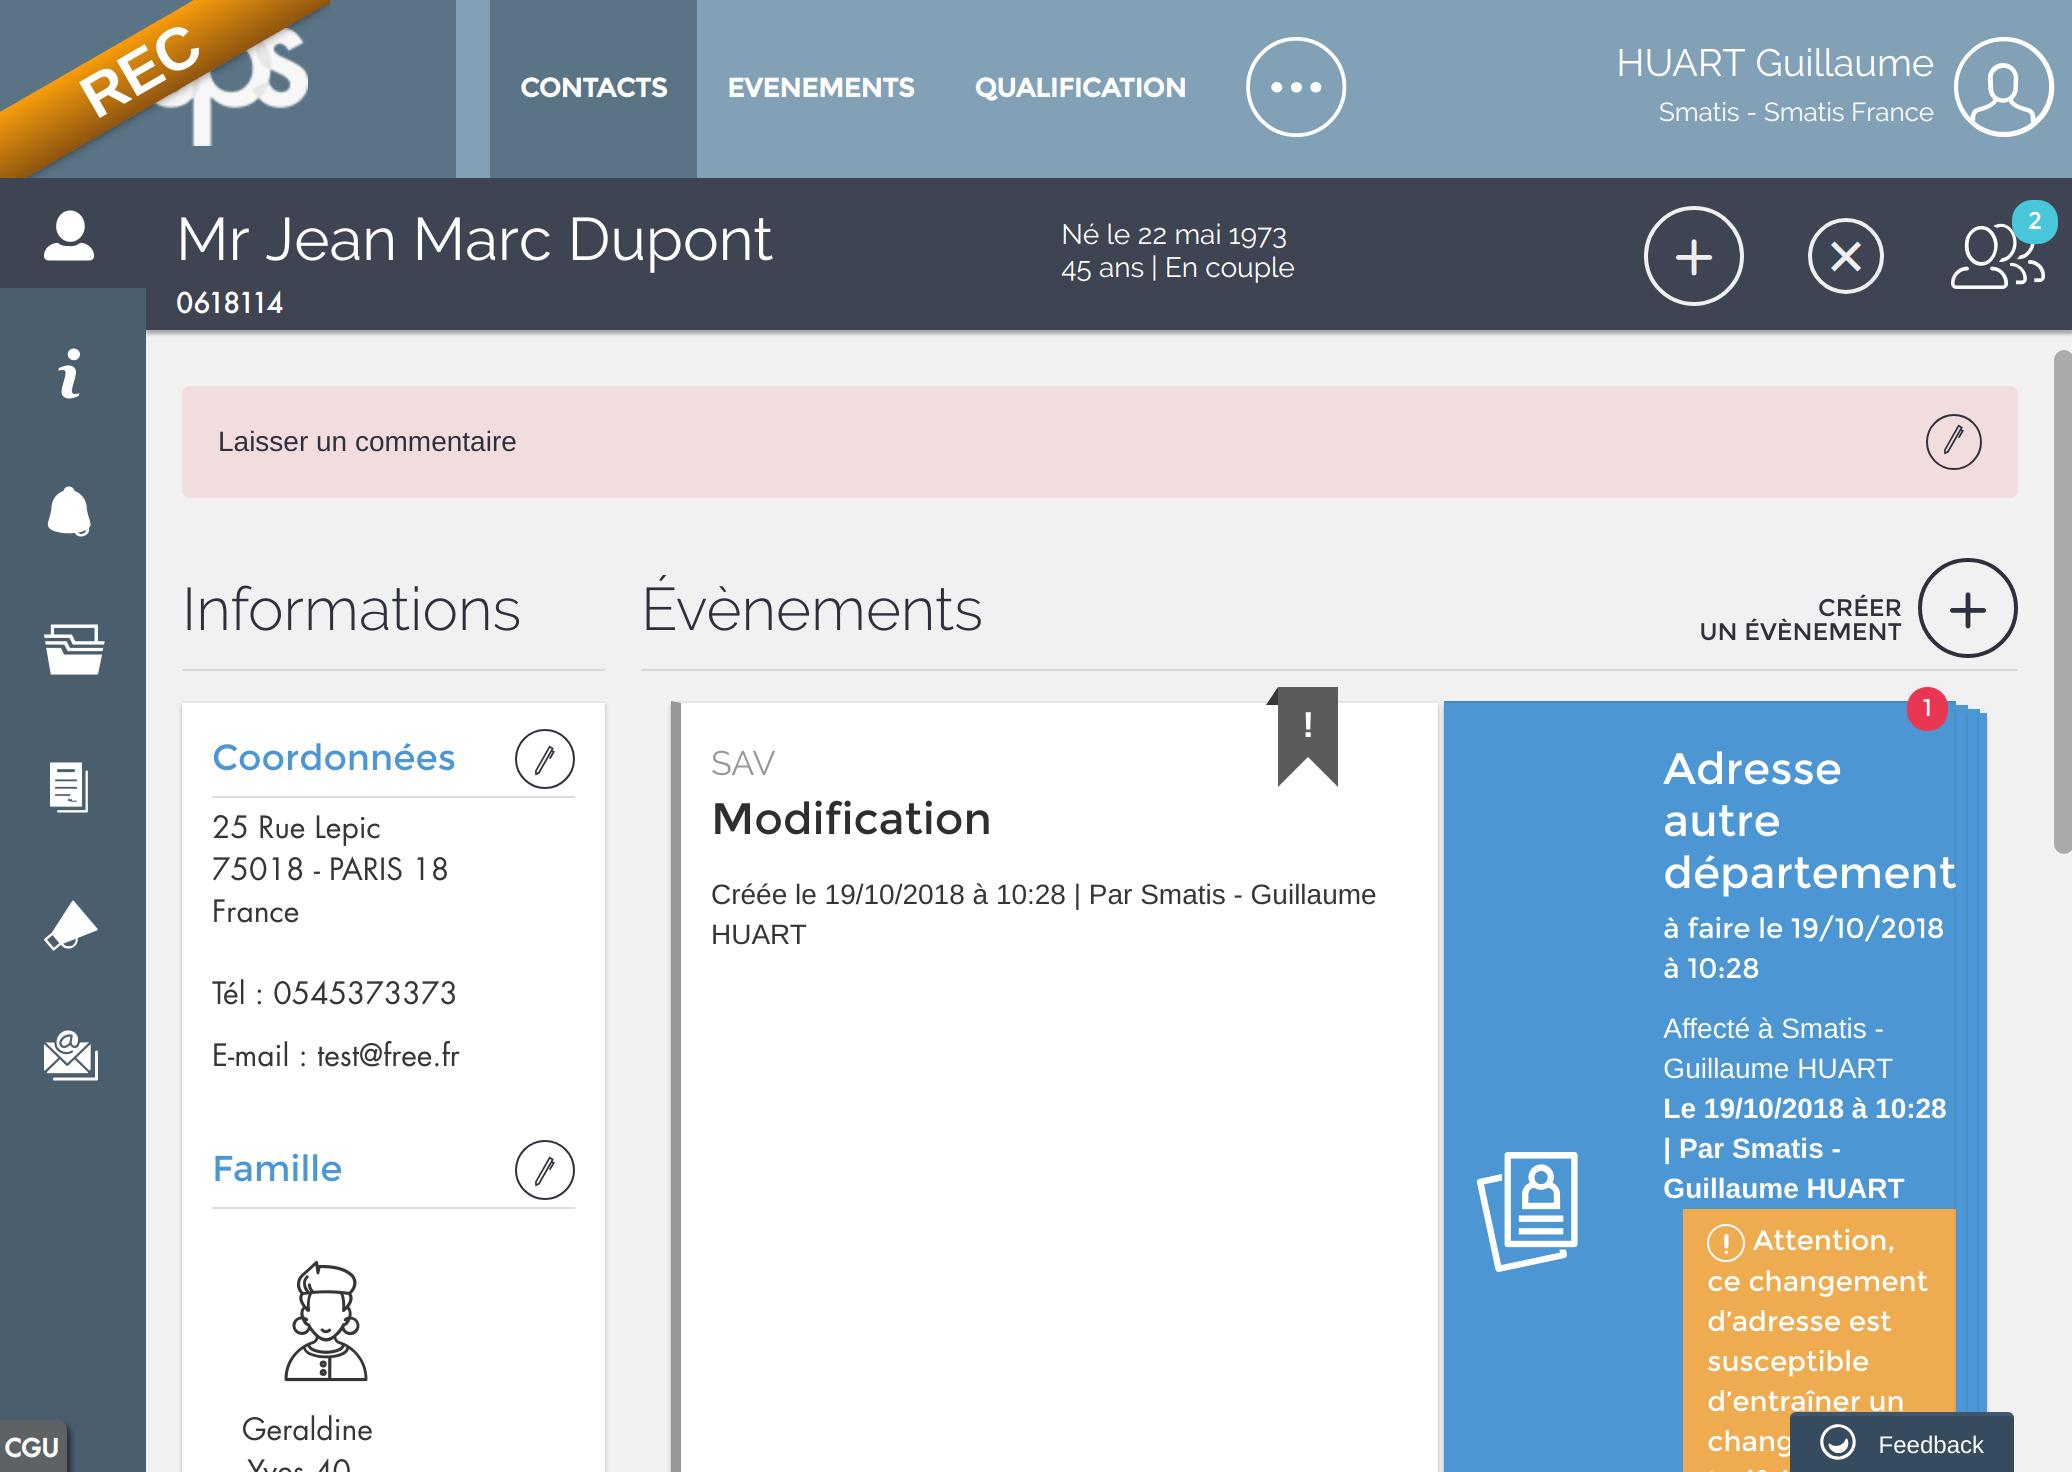 REC
CONTACTS
EVENEMENTS
QUALIFICATION
HUART Guillaume
Smatis - Smatis France
Mr Jean Marc Dupont
0618114
Né le 22 mai 1973
45 ans | En couple
2
Laisser un commentaire
Informations
Évènements
CRÉER
UN ÉVÈNEMENT
Coordonnées
25 Rue Lepic
75018 - PARIS 18
France
Tél : 0545373373
E-mail : test@free.fr
Famille
Geraldine
Yves 40
!
SAV
Modification
Créée le 19/10/2018 à 10:28 | Par Smatis - Guillaume
HUART
1
Adresse
autre
département
à faire le 19/10/2018
à 10:28
Affecté à Smatis -
Guillaume HUART
Le 19/10/2018 à 10:28
| Par Smatis -
Guillaume HUART
! Attention,
ce changement
d'adresse est
susceptible
d'entraîner un
chang
CGU
Feedback